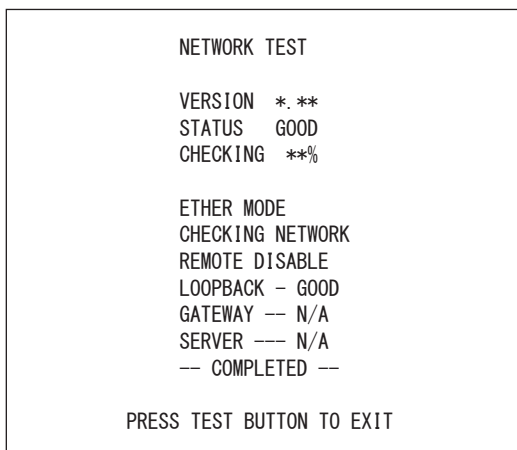 NETWORK TEST
VERSION *.**
STATUS GOOD
CHECKING **%
ETHER MODE
CHECKING NETWORK
REMOTE DISABLE
LOOPBACK - GOOD
GATEWAY -- N/A
SERVER --- N/A
-- COMPLETED --
PRESS TEST BUTTON TO EXIT